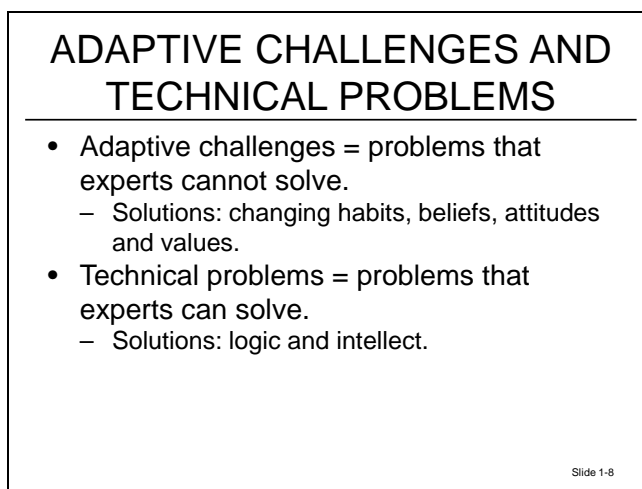 ADAPTIVE CHALLENGES AND
TECHNICAL PROBLEMS
• Adaptive challenges = problems that
experts cannot solve.
– Solutions: changing habits, beliefs, attitudes
and values.
• Technical problems = problems that
experts can solve.
– Solutions: logic and intellect.
Slide 1-8